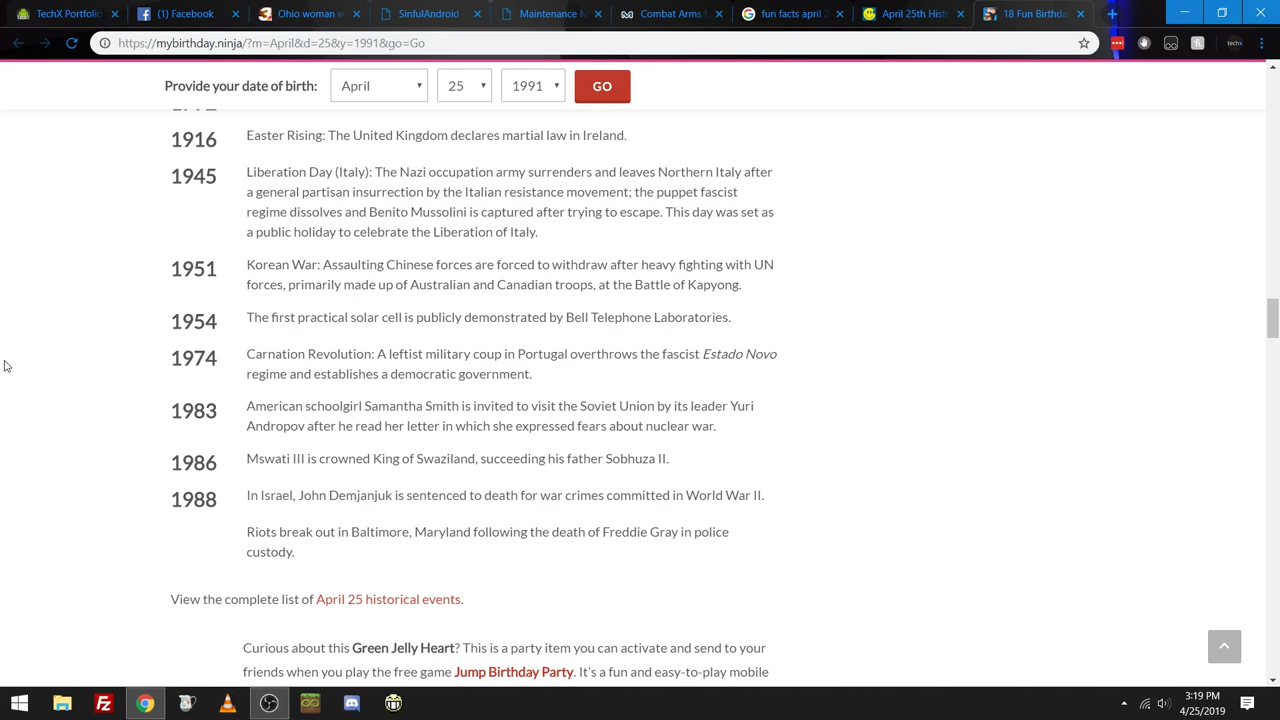 TechX Portfolio
(1) Facebook
Ohio woman w
SinfulAndroid
Maintenance M
Combat Arms
fun facts april 2
April 25th Hist
18 Fun Birthda
https://mybirthday.ninja/?m=April&d=25&y=1991&go=Go
techx
Provide your date of birth: April 25 1991 GO
1916 Easter Rising: The United Kingdom declares martial law in Ireland.
1945 Liberation Day (Italy): The Nazi occupation army surrenders and leaves Northern Italy after
a general partisan insurrection by the Italian resistance movement; the puppet fascist
regime dissolves and Benito Mussolini is captured after trying to escape. This day was set as
a public holiday to celebrate the Liberation of Italy.
1951 Korean War: Assaulting Chinese forces are forced to withdraw after heavy fighting with UN
forces, primarily made up of Australian and Canadian troops, at the Battle of Kapyong.
1954 The first practical solar cell is publicly demonstrated by Bell Telephone Laboratories.
1974 Carnation Revolution: A leftist military coup in Portugal overthrows the fascist Estado Novo
regime and establishes a democratic government.
1983 American schoolgirl Samantha Smith is invited to visit the Soviet Union by its leader Yuri
Andropov after he read her letter in which she expressed fears about nuclear war.
1986 Mswati III is crowned King of Swaziland, succeeding his father Sobhuza II.
1988 In Israel, John Demjanjuk is sentenced to death for war crimes committed in World War II.
Riots break out in Baltimore, Maryland following the death of Freddie Gray in police
custody.
View the complete list of April 25 historical events.
Curious about this Green Jelly Heart? This is a party item you can activate and send to your
friends when you play the free game Jump Birthday Party. It's a fun and easy-to-play mobile
3:19 PM
4/25/2019